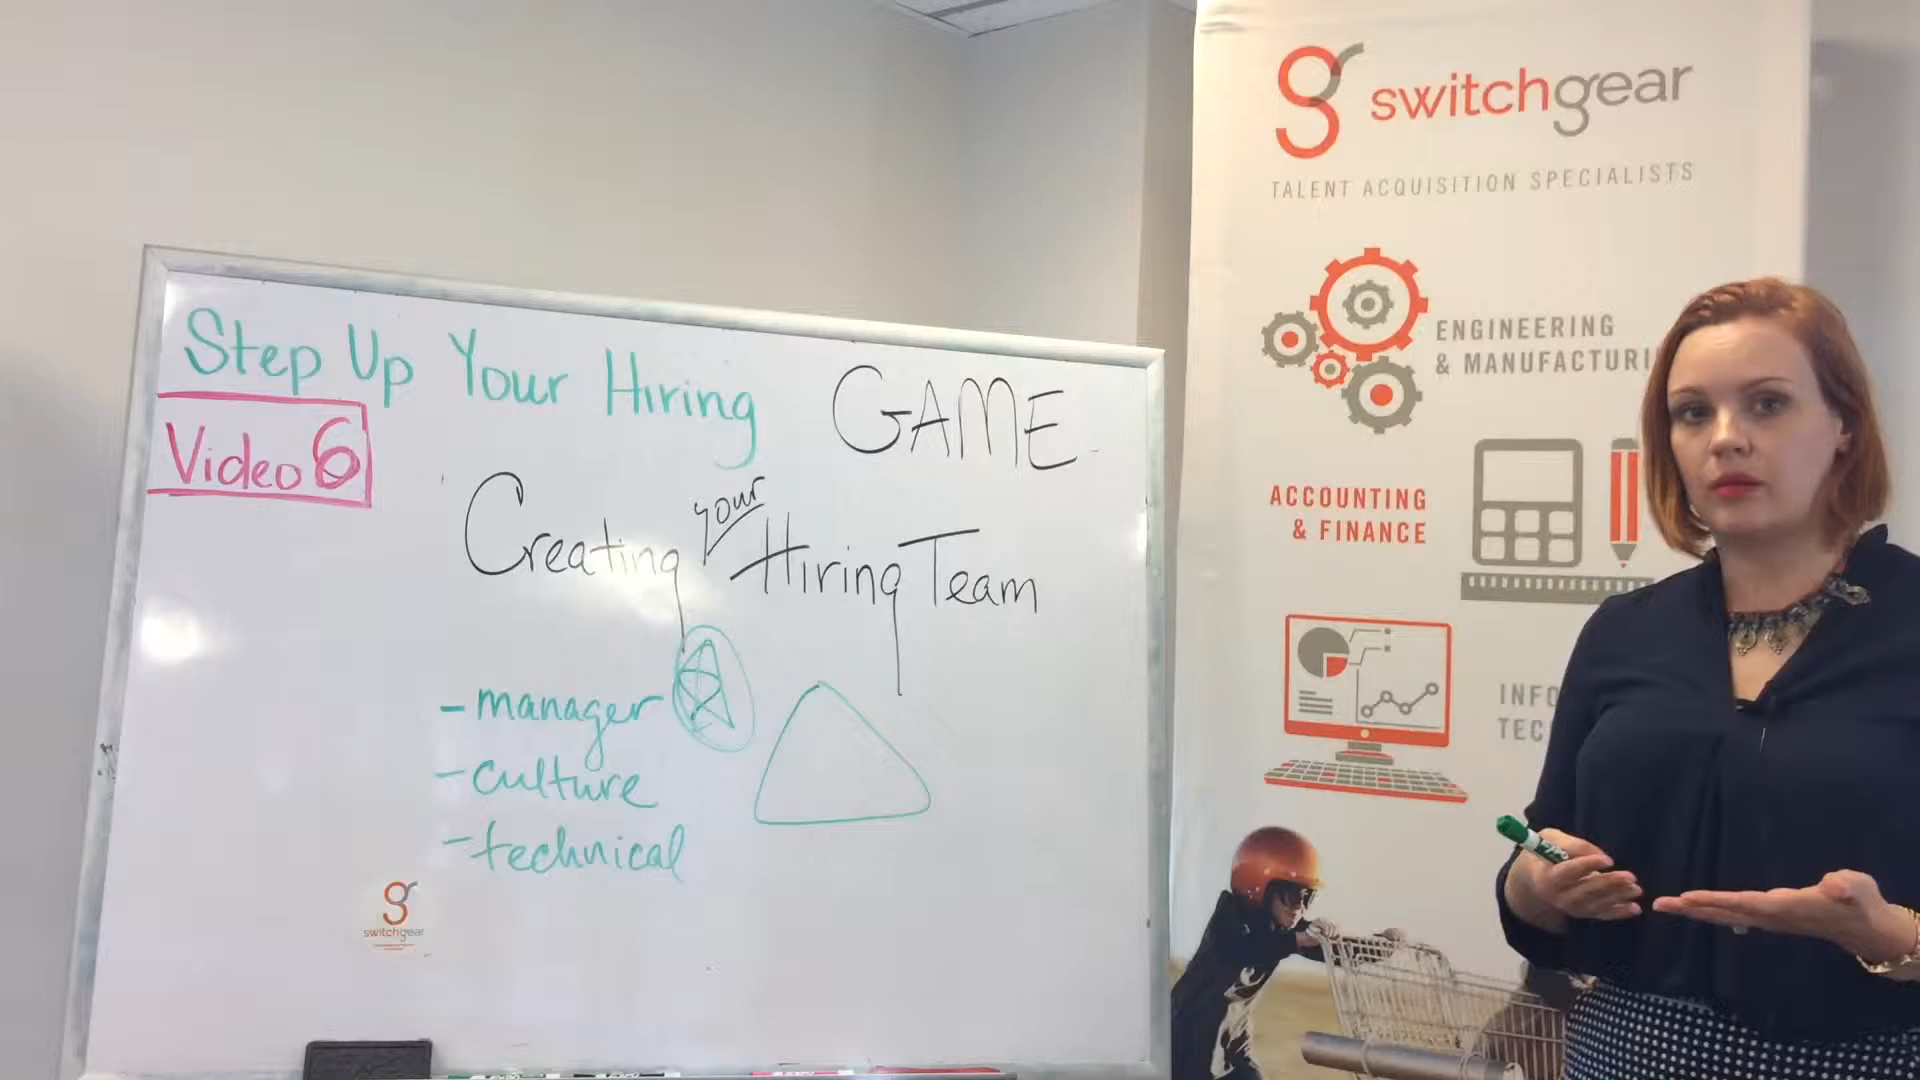 Step Up Your Hiring GAME
Video 6
Creating your Hiring Team
- manager
- culture
- technical
switchgear
switchgear
TALENT ACQUISITION SPECIALISTS
ENGINEERING
& MANUFACTURI
ACCOUNTING
& FINANCE
INFO
TEC